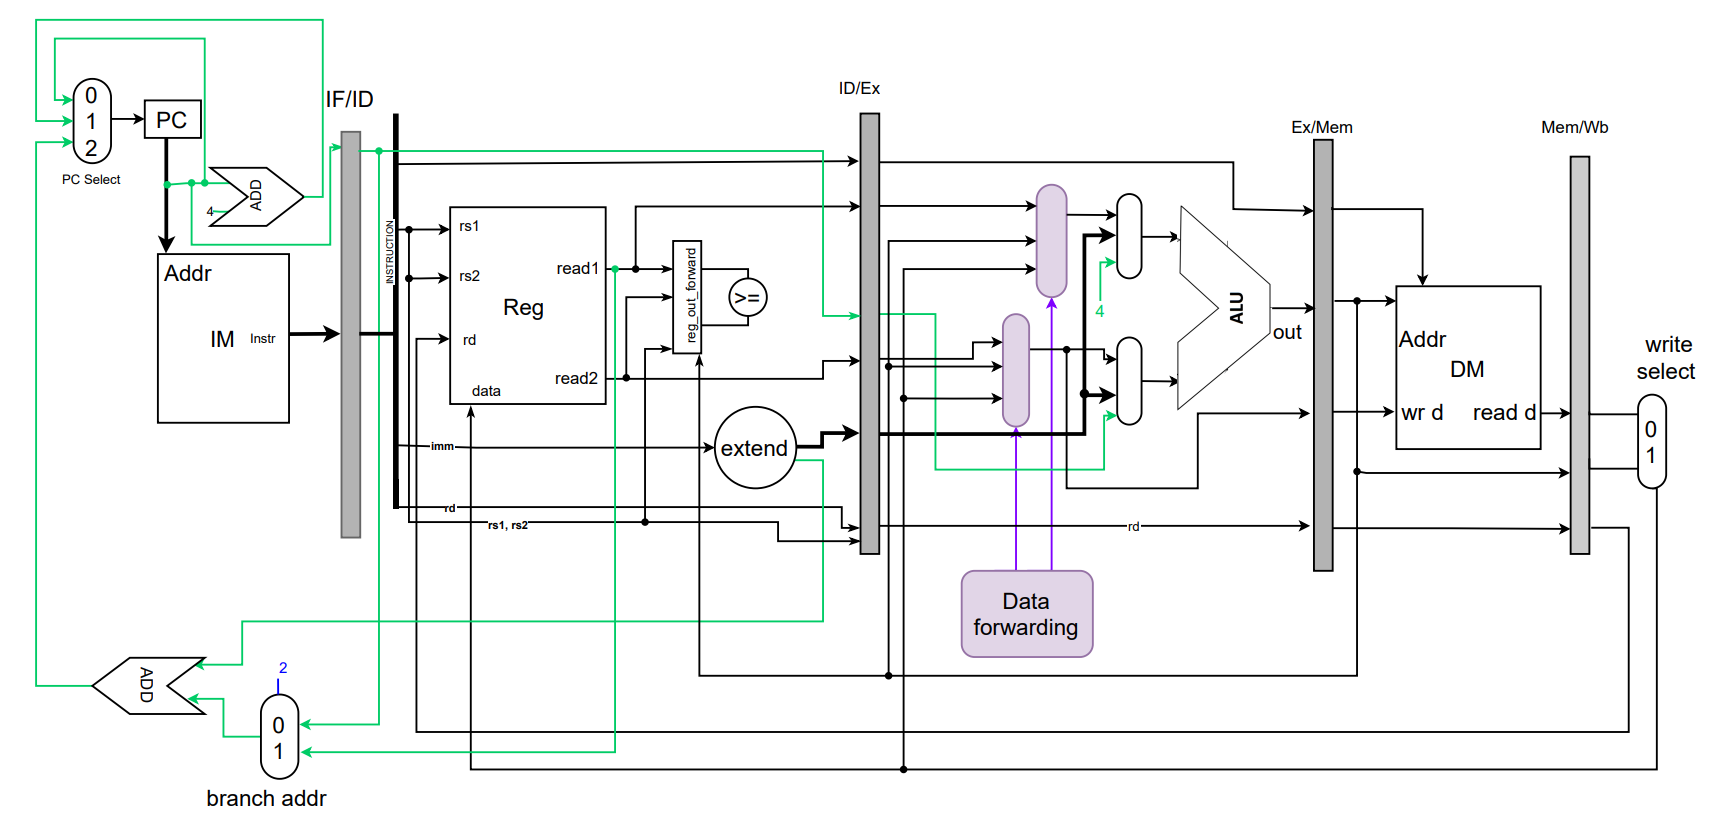 0
1
2
PC Select
PC
ADD
4
IF/ID
Addr
IM
Instr
INSTRUCTION
rs1
rs2
rd
Reg
read1
read2
data
reg_out_forward
>=
extend
imm
rd
rs1, rs2
ID/Ex
4
ALU
out
rd
Data
forwarding
Ex/Mem
Addr
DM
wr d
read d
Mem/Wb
write
select
0
1
ADD
2
0
1
branch addr